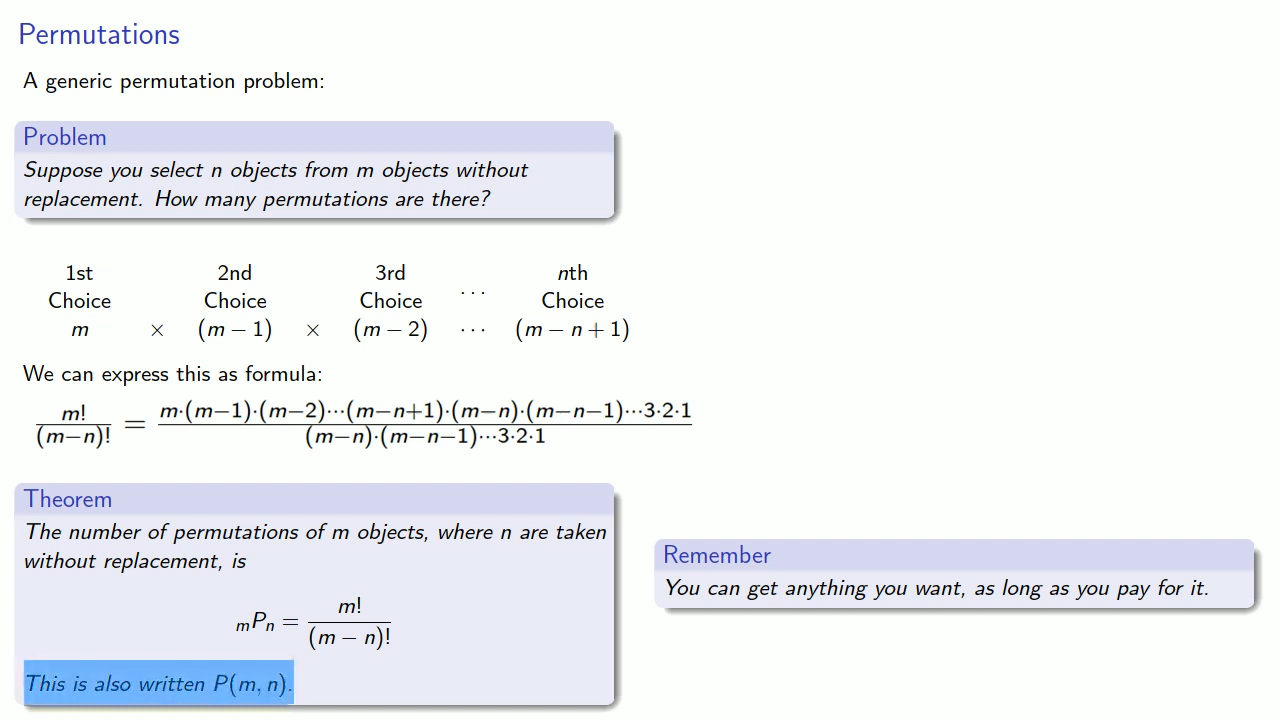 Permutations
A generic permutation problem:
Problem
Suppose you select n objects from m objects without
replacement. How many permutations are there?
1st 2nd 3rd nth
Choice Choice Choice ··· Choice
m × (m − 1) × (m − 2) ··· (m − n + 1)
We can express this as formula:
m!/(m−n)! = m·(m−1)·(m−2)···(m−n+1)·(m−n)·(m−n−1)···3·2·1/(m−n)·(m−n−1)···3·2·1
Theorem
The number of permutations of m objects, where n are taken
without replacement, is
mPn = m!/(m − n)!
This is also written P(m, n).
Remember
You can get anything you want, as long as you pay for it.